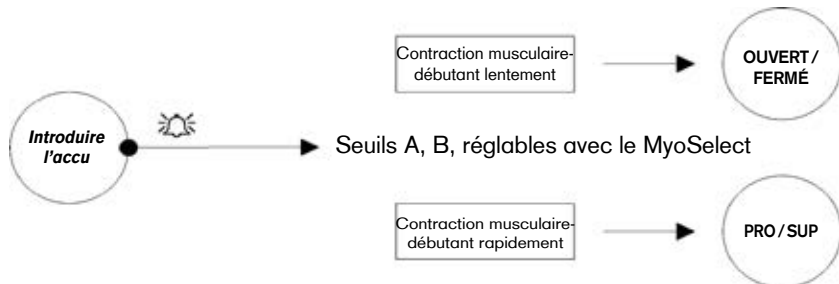 Contraction musculaire-
débutant lentement
OUVERT /
FERMÉ
Introduire
l'accu
Seuils A, B, réglables avec le MyoSelect
Contraction musculaire-
débutant rapidement
PRO / SUP